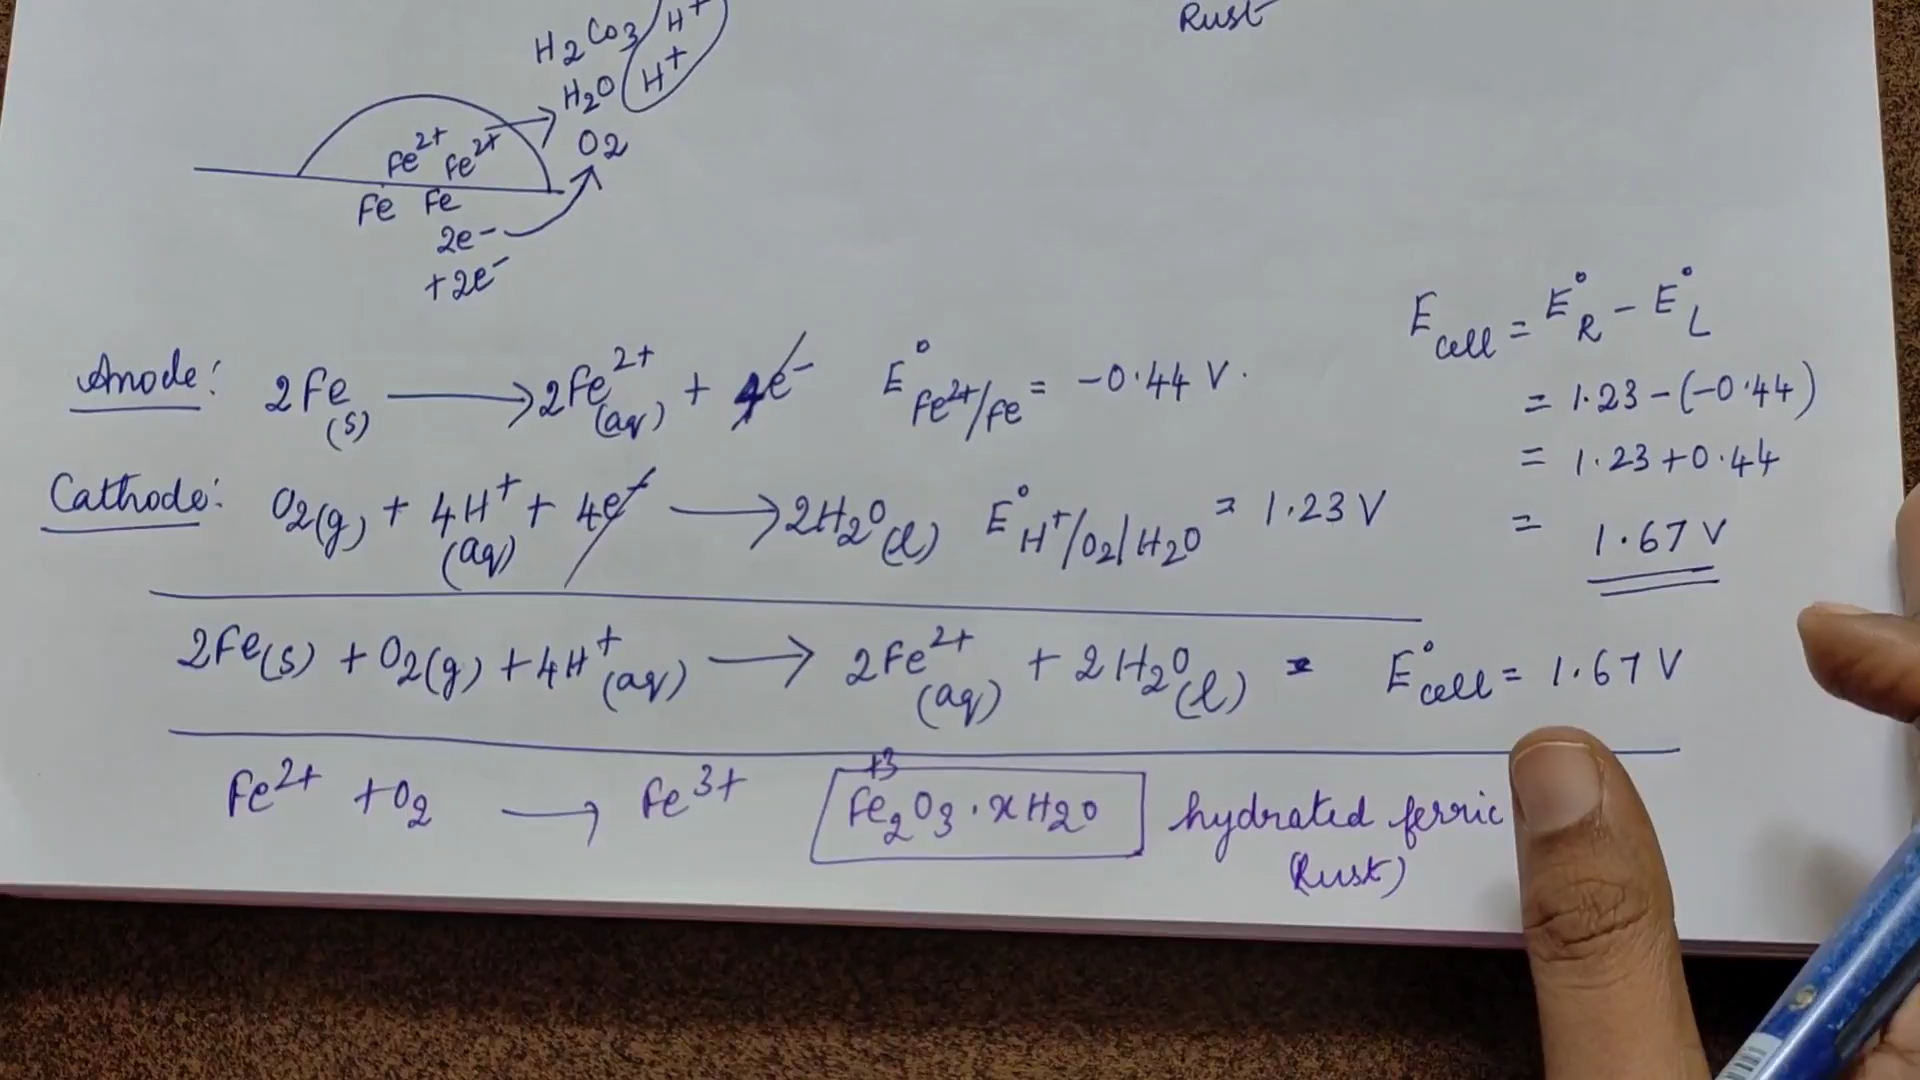 Rust
H2CO3 H+
H2O H+
O2
Fe2+ Fe2+
Fe Fe
2e-
+2e-
E cell = E°R - E°L
= 1.23 - (-0.44)
= 1.23 + 0.44
= 1.67 V
Anode: 2Fe(s) ⟶ 2Fe2+(aq) + 4e- E°Fe2+/Fe = -0.44 V.
Cathode: O2(g) + 4H+(aq) + 4e- ⟶ 2H2O(l) E°H+/O2/H2O = 1.23 V
2Fe(s) + O2(g) + 4H+(aq) ⟶ 2Fe2+(aq) + 2H2O(l) E°cell = 1.67 V
Fe2+ + O2 ⟶ Fe3+ +3 Fe2O3 . xH2O hydrated ferric
(Rust)